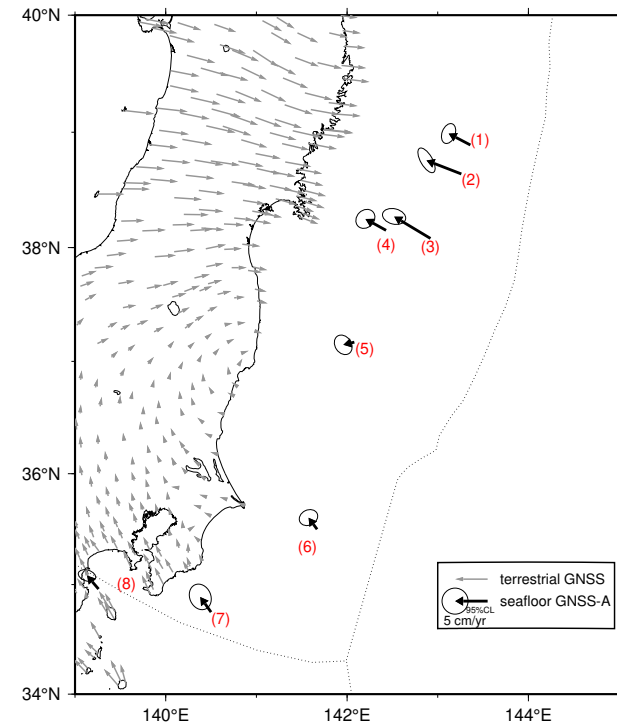 40°N
(1)
(2)
38°N
(4)
(3)
(5)
36°N
(6)
(8)
(7)
terrestrial GNSS
seafloor GNSS-A
95%CL
5 cm/yr
34°N
140°E
142°E
144°E